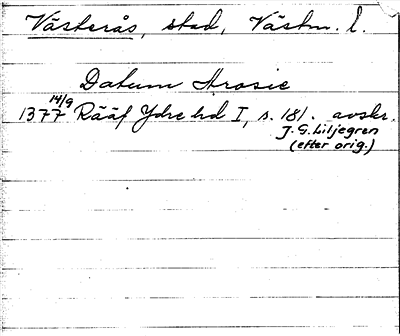 Västerås, stad, Västm. l.
Datum Arosie
14/9
1377 Rääf Ydre hd I, s. 181. avskr.
J. G. Liljegren
(efter orig.)